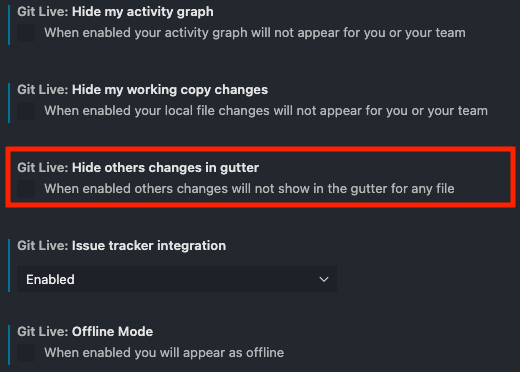 Git Live: Hide my activity graph
When enabled your activity graph will not appear for you or your team
Git Live: Hide my working copy changes
When enabled your local file changes will not appear for you or your team
Git Live: Hide others changes in gutter
When enabled others changes will not show in the gutter for any file
Git Live: Issue tracker integration
Enabled
Git Live: Offline Mode
When enabled you will appear as offline